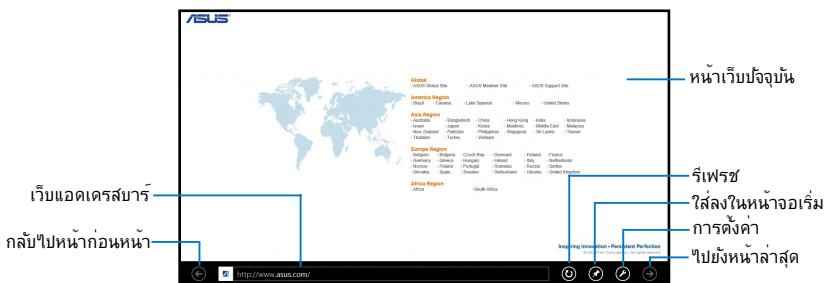 ASUS
หน้าเว็บปัจจุบัน
Global
- ASUS Global Site - ASUS Member Site - ASUS Support Site
America Region
- Brazil - Canada - Latin Spanish - Mexico - United States
Asia Region
- Australia - Bangladesh - China - Hong Kong - India - Indonesia
- Israel - Japan - Korea - Maldives - Middle East - Malaysia
- New Zealand - Pakistan - Philippines - Singapore - Sri Lanka - Taiwan
- Thailand - Turkey - Vietnam
Europe Region
- Belgium - Bulgaria - Czech Rep. - Denmark - Finland - France
- Germany - Greece - Hungary - Ireland - Italy - Netherlands
- Norway - Poland - Portugal - Romania - Russia - Serbia
- Slovakia - Spain - Sweden - Switzerland - Ukraine - United Kingdom
Africa Region
- Africa - South Africa
รีเฟรช
เว็บแอดเดรสบาร์
ใส่ลงในหน้าจอเริ่ม
การตั้งค่า
กลับไปหน้าก่อนหน้า
Inspiring Innovation • Persistent Perfection
ไปยังหน้าล่าสุด
http://www.asus.com/